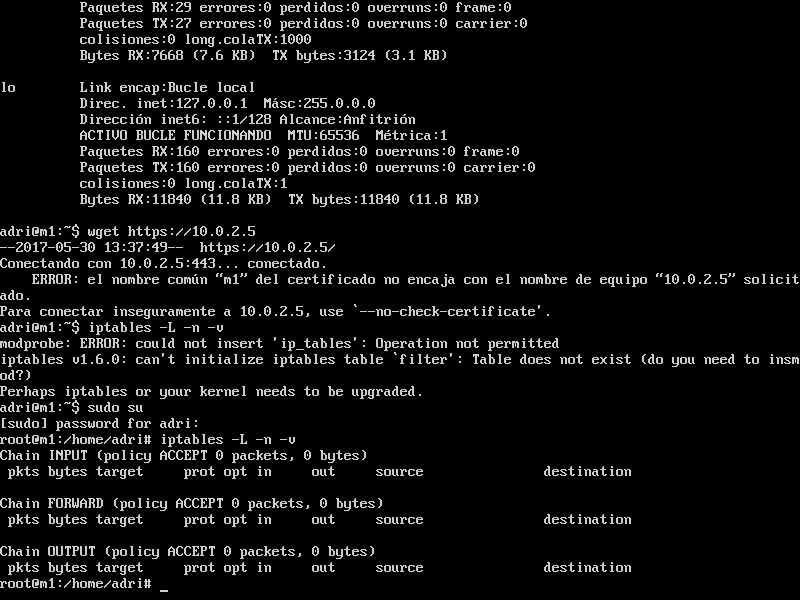 Paquetes RX:29 errores:0 perdidos:0 overruns:0 frame:0
Paquetes TX:27 errores:0 perdidos:0 overruns:0 carrier:0
colisiones:0 long.colaTX:1000
Bytes RX:7668 (7.6 KB)  TX bytes:3124 (3.1 KB)
lo        Link encap:Bucle local
Direc. inet:127.0.0.1  Másc:255.0.0.0
Dirección inet6: ::1/128 Alcance:Anfitrión
ACTIVO BUCLE FUNCIONANDO  MTU:65536  Métrica:1
Paquetes RX:160 errores:0 perdidos:0 overruns:0 frame:0
Paquetes TX:160 errores:0 perdidos:0 overruns:0 carrier:0
colisiones:0 long.colaTX:1
Bytes RX:11840 (11.8 KB)  TX bytes:11840 (11.8 KB)
adri@m1:~$ wget https://10.0.2.5
--2017-05-30 13:37:49--  https://10.0.2.5/
Conectando con 10.0.2.5:443... conectado.
ERROR: el nombre común “m1” del certificado no encaja con el nombre de equipo “10.0.2.5” solicit
ado.
Para conectar inseguramente a 10.0.2.5, use `--no-check-certificate'.
adri@m1:~$ iptables -L -n -v
modprobe: ERROR: could not insert 'ip_tables': Operation not permitted
iptables v1.6.0: can't initialize iptables table `filter': Table does not exist (do you need to insm
od?)
Perhaps iptables or your kernel needs to be upgraded.
adri@m1:~$ sudo su
[sudo] password for adri:
root@m1:/home/adri# iptables -L -n -v
Chain INPUT (policy ACCEPT 0 packets, 0 bytes)
pkts bytes target     prot opt in     out     source               destination
Chain FORWARD (policy ACCEPT 0 packets, 0 bytes)
pkts bytes target     prot opt in     out     source               destination
Chain OUTPUT (policy ACCEPT 0 packets, 0 bytes)
pkts bytes target     prot opt in     out     source               destination
root@m1:/home/adri# _